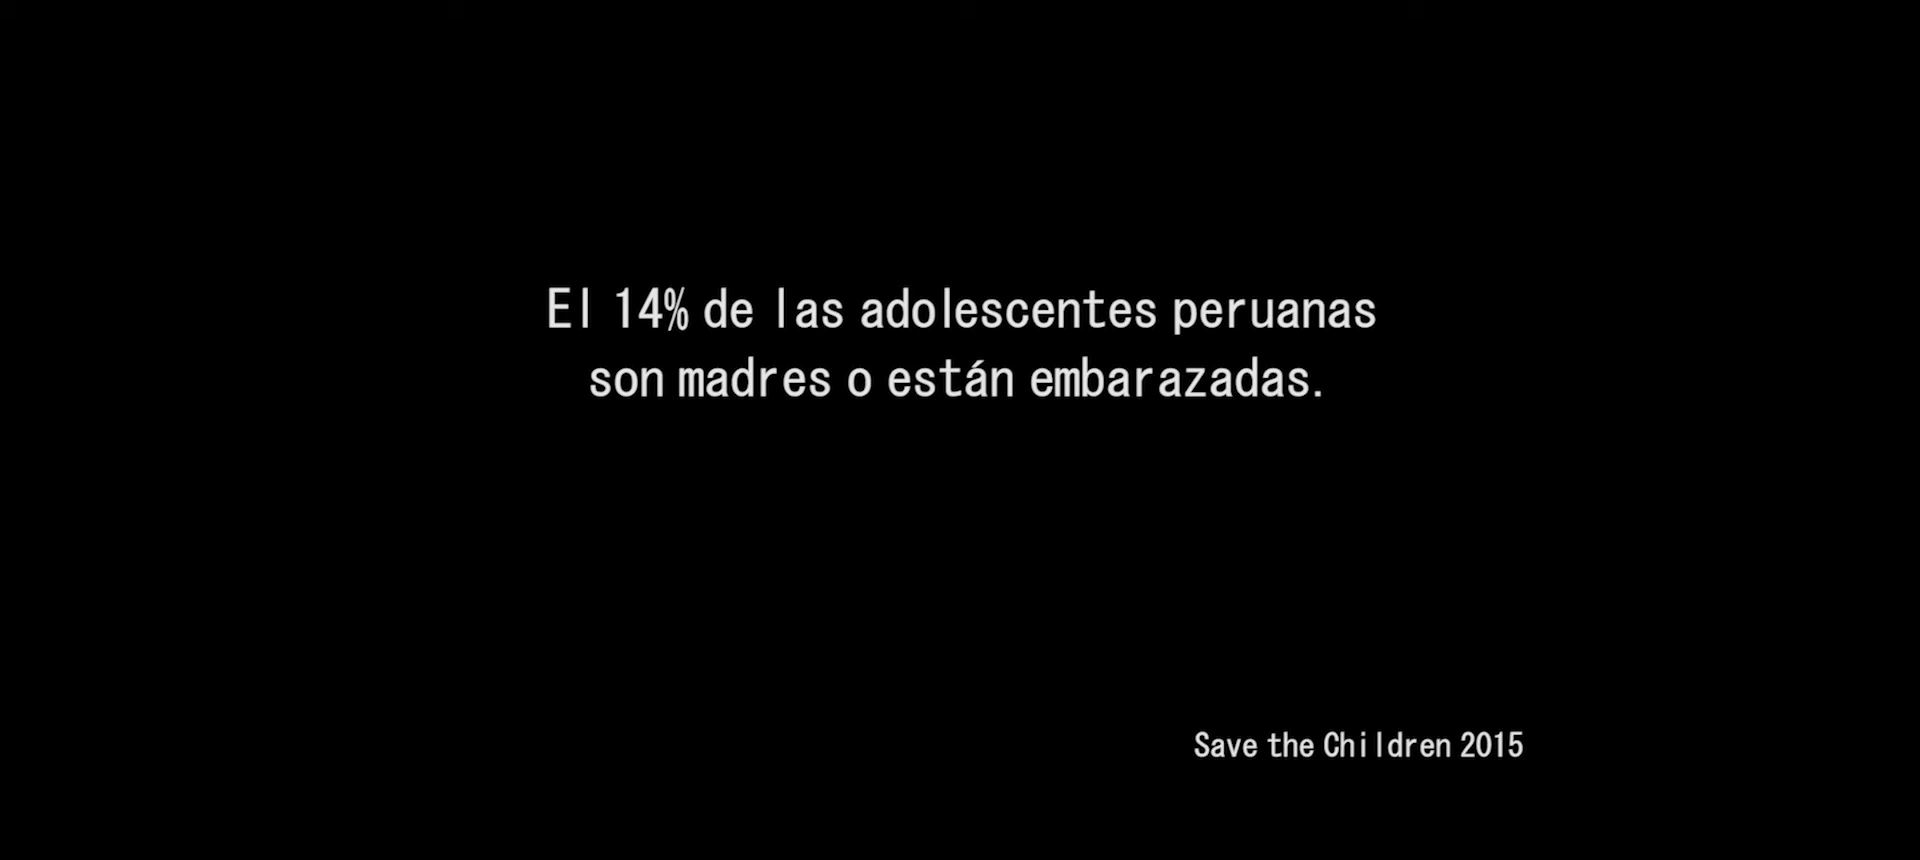 El 14% de las adolescentes peruanas
son madres o están embarazadas.
Save the Children 2015